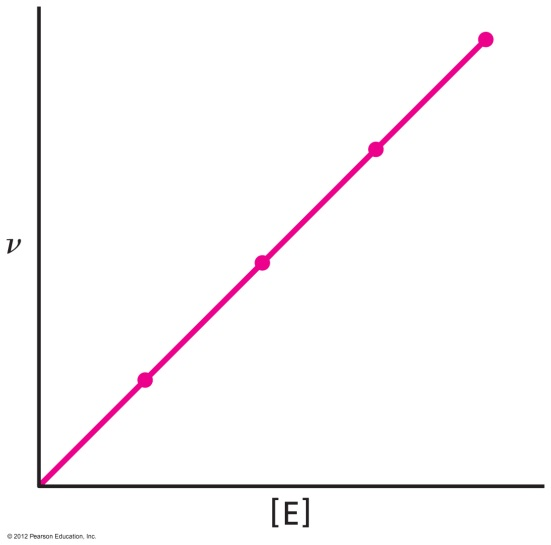 ν
[E]
© 2012 Pearson Education, Inc.